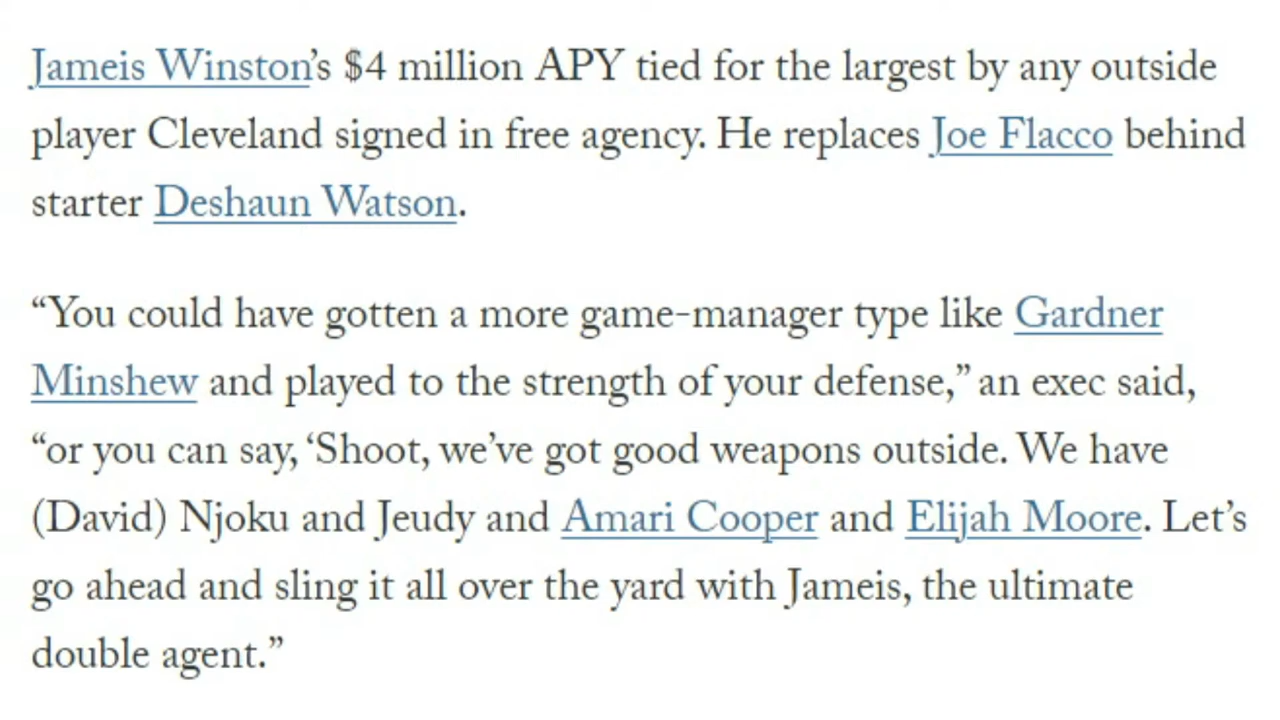 Jameis Winston’s $4 million APY tied for the largest by any outside
player Cleveland signed in free agency. He replaces Joe Flacco behind
starter Deshaun Watson.
“You could have gotten a more game-manager type like Gardner
Minshew and played to the strength of your defense,” an exec said,
“or you can say, ‘Shoot, we’ve got good weapons outside. We have
(David) Njoku and Jeudy and Amari Cooper and Elijah Moore. Let’s
go ahead and sling it all over the yard with Jameis, the ultimate
double agent.”